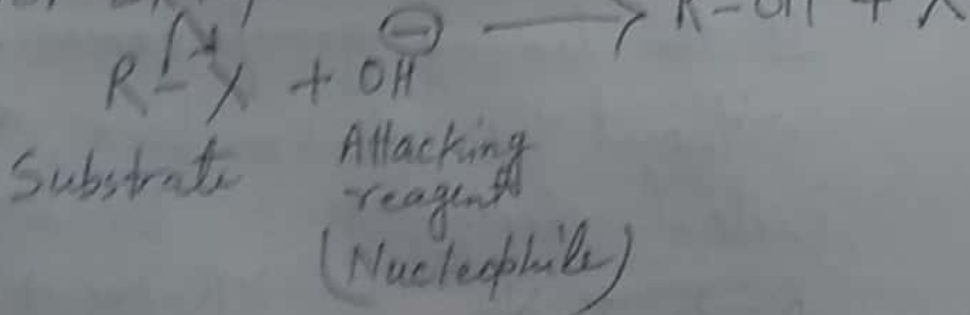 R-X + OH⊖ ⟶ R-OH + X
Substrate Attacking
reagent
(Nucleophile)